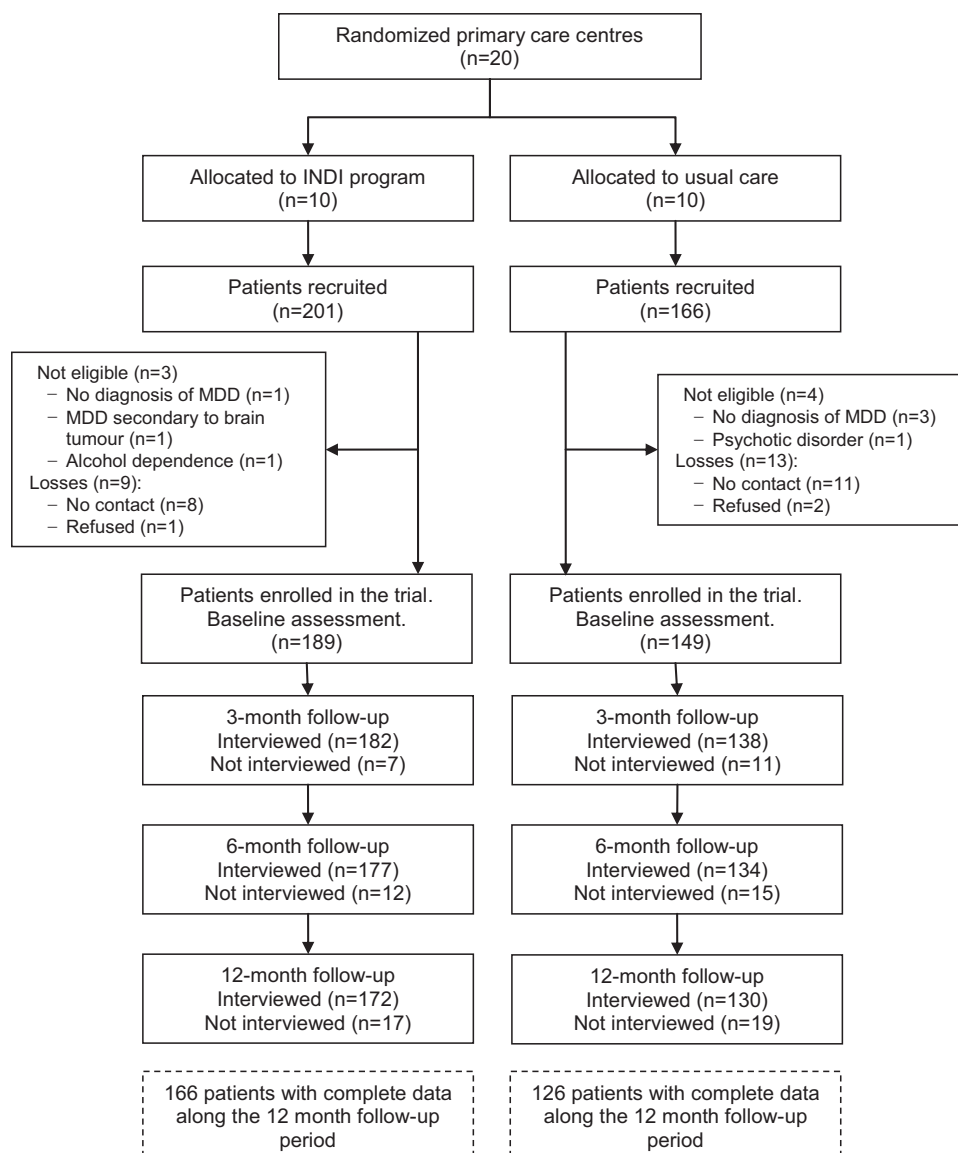 Randomized primary care centres
(n=20)
Allocated to INDI program
(n=10)
Allocated to usual care
(n=10)
Patients recruited
(n=201)
Patients recruited
(n=166)
Not eligible (n=3)
− No diagnosis of MDD (n=1)
− MDD secondary to brain
tumour (n=1)
− Alcohol dependence (n=1)
Losses (n=9):
− No contact (n=8)
− Refused (n=1)
Not eligible (n=4)
− No diagnosis of MDD (n=3)
− Psychotic disorder (n=1)
Losses (n=13):
− No contact (n=11)
− Refused (n=2)
Patients enrolled in the trial.
Baseline assessment.
(n=189)
Patients enrolled in the trial.
Baseline assessment.
(n=149)
3-month follow-up
Interviewed (n=182)
Not interviewed (n=7)
3-month follow-up
Interviewed (n=138)
Not interviewed (n=11)
6-month follow-up
Interviewed (n=177)
Not interviewed (n=12)
6-month follow-up
Interviewed (n=134)
Not interviewed (n=15)
12-month follow-up
Interviewed (n=172)
Not interviewed (n=17)
12-month follow-up
Interviewed (n=130)
Not interviewed (n=19)
166 patients with complete data
along the 12 month follow-up
period
126 patients with complete data
along the 12 month follow-up
period